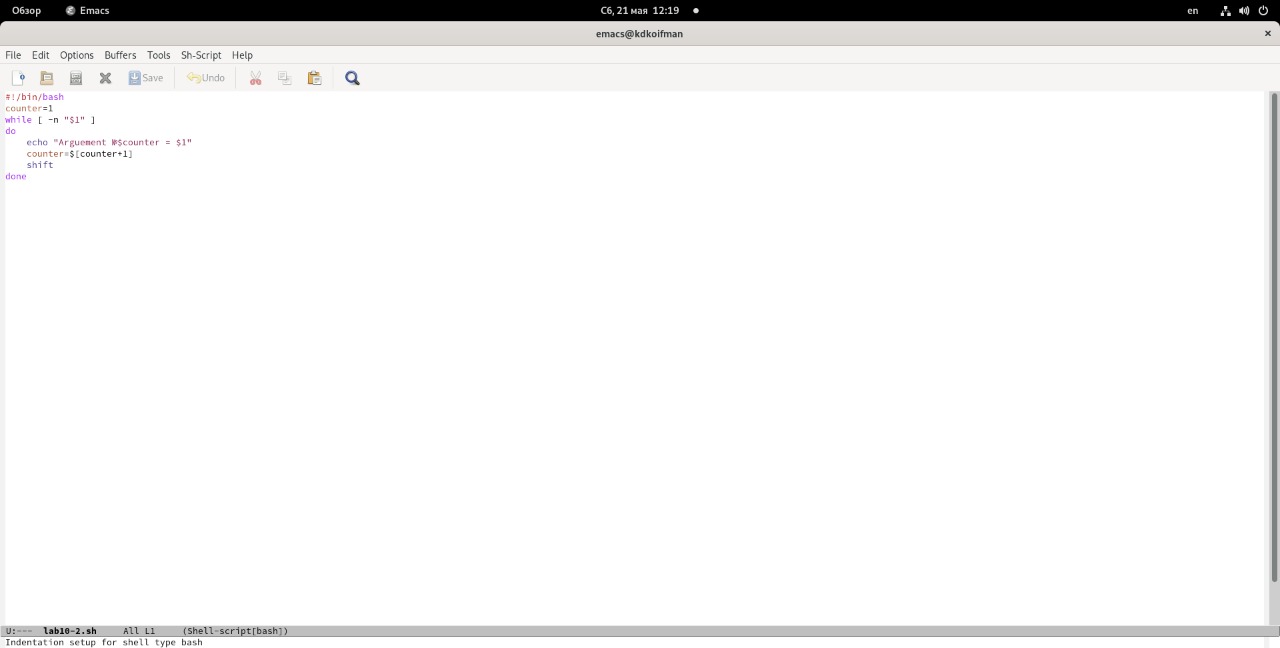 Обзор Emacs Сб, 21 мая 12:19 en
emacs@kdkoifman
File Edit Options Buffers Tools Sh-Script Help
Save Undo
#!/bin/bash
counter=1
while [ -n "$1" ]
do
    echo "Arguement №$counter = $1"
    counter=$[counter+1]
    shift
done
U:--- lab10-2.sh All L1 (Shell-script[bash])
Indentation setup for shell type bash